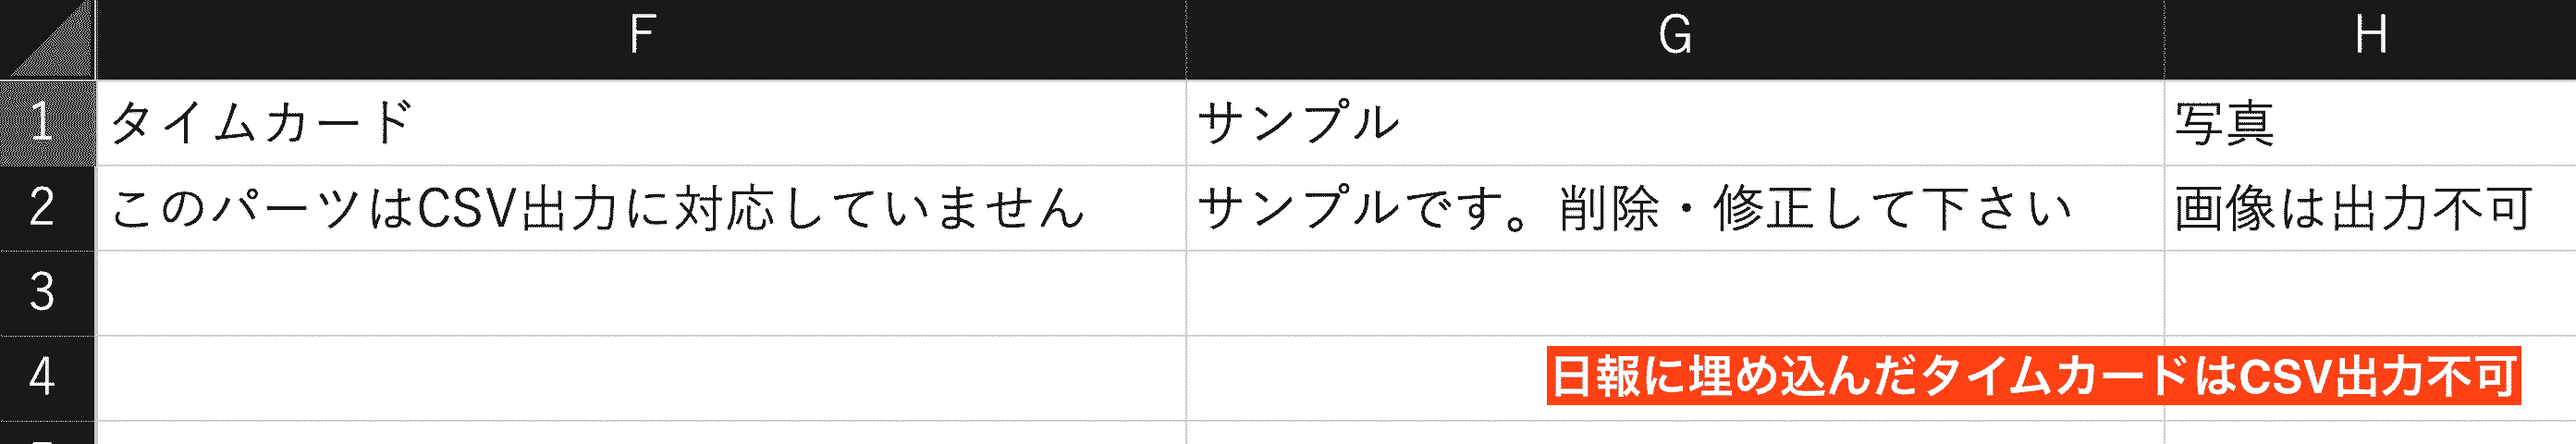 F G H
1 タイムカード サンプル 写真
2 このパーツはCSV出力に対応していません サンプルです。削除・修正して下さい 画像は出力不可
3
4 日報に埋め込んだタイムカードはCSV出力不可